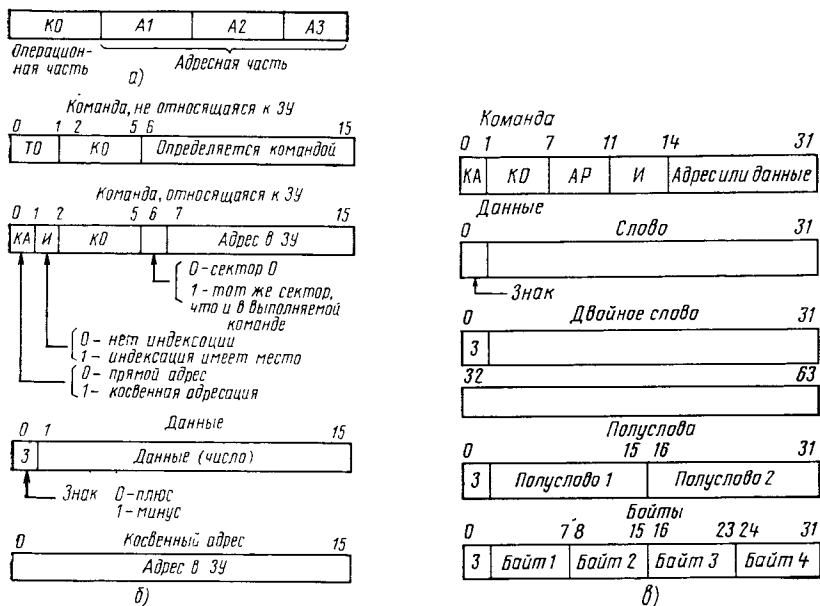 КО А1 А2 А3
Операцион-
ная часть
Адресная часть
а)
Команда, не относящаяся к ЗУ
0 1 2 5 6 15
ТО КО Определяется командой
Команда, относящаяся к ЗУ
0 1 2 5 6 7 15
КА И КО Адрес в ЗУ
0-сектор 0
1-тот же сектор,
что и в выполняемой
команде
0- нет индексации
1- индексация имеет место
0- прямой адрес
1- косвенная адресация
Данные
0 1 15
З Данные (число)
Знак 0-плюс
1-минус
0 Косвенный адрес 15
Адрес в ЗУ
б)
Команда
0 1 7 11 14 31
КА КО АР И Адрес или данные
Данные
0 Слово 31
Знак
0 Двойное слово 31
З
32 63
Полуслова
0 15 16 31
З Полуслово 1 Полуслово 2
Байты
0 7 8 15 16 23 24 31
З Байт 1 Байт 2 Байт 3 Байт 4
в)